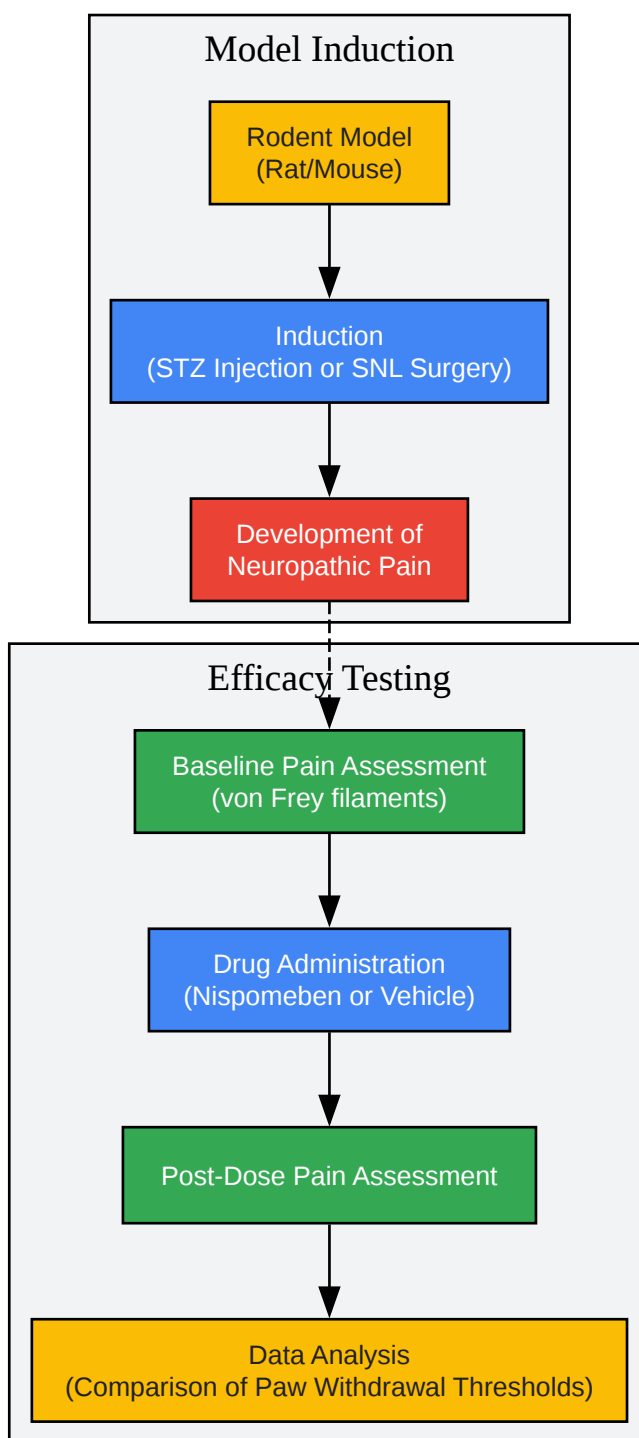 Model Induction
Rodent Model
(Rat/Mouse)
Induction
(STZ Injection or SNL Surgery)
Development of
Neuropathic Pain
Efficacy Testing
Baseline Pain Assessment
(von Frey filaments)
Drug Administration
(Nispomeben or Vehicle)
Post-Dose Pain Assessment
Data Analysis
(Comparison of Paw Withdrawal Thresholds)